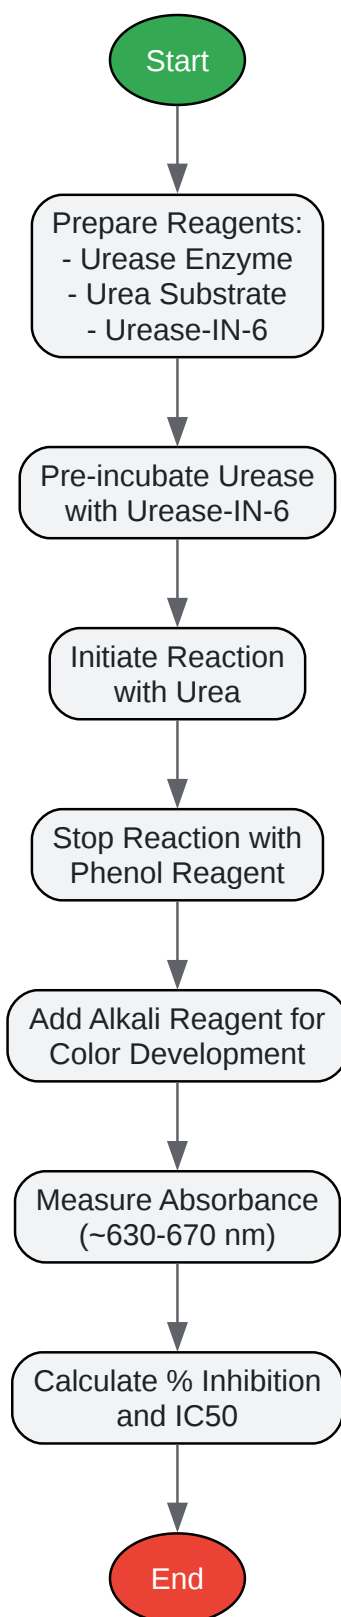 Start
Prepare Reagents:
- Urease Enzyme
- Urea Substrate
- Urease-IN-6
Pre-incubate Urease
with Urease-IN-6
Initiate Reaction
with Urea
Stop Reaction with
Phenol Reagent
Add Alkali Reagent for
Color Development
Measure Absorbance
(~630-670 nm)
Calculate % Inhibition
and IC50
End